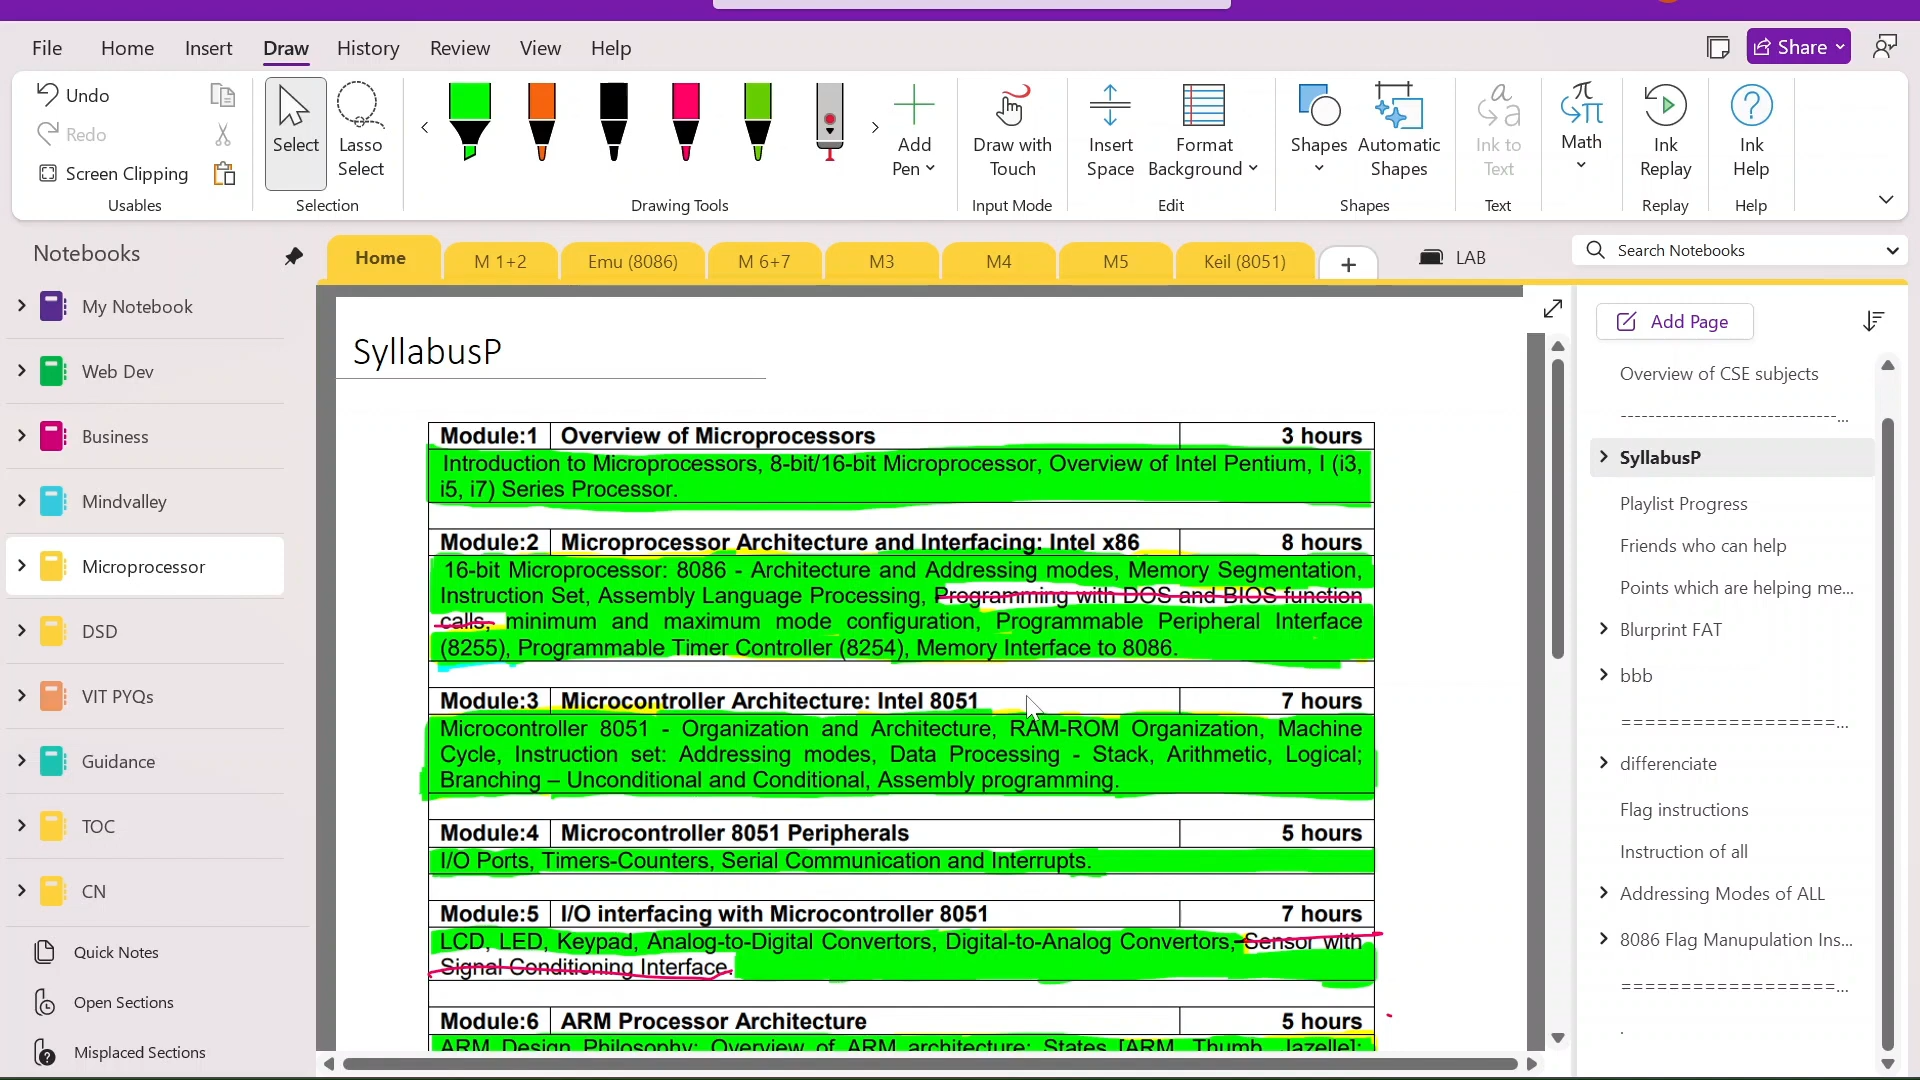 File Home Insert Draw History Review View Help
Share
Undo
Redo
Screen Clipping
Usables
Select
Lasso
Select
Selection
Drawing Tools
Add
Pen
Draw with
Touch
Input Mode
Insert
Space
Format
Background
Edit
Shapes
Automatic
Shapes
Shapes
Ink to
Text
Text
Math
Ink
Replay
Replay
Ink
Help
Help
Notebooks
My Notebook
Web Dev
Business
Mindvalley
Microprocessor
DSD
VIT PYQs
Guidance
TOC
CN
Quick Notes
Open Sections
Misplaced Sections
Home M 1+2 Emu (8086) M 6+7 M3 M4 M5 Keil (8051) + LAB
Search Notebooks
SyllabusP
Module:1 Overview of Microprocessors 3 hours
Introduction to Microprocessors, 8-bit/16-bit Microprocessor, Overview of Intel Pentium, I (i3,
i5, i7) Series Processor.
Module:2 Microprocessor Architecture and Interfacing: Intel x86 8 hours
16-bit Microprocessor: 8086 - Architecture and Addressing modes, Memory Segmentation,
Instruction Set, Assembly Language Processing, Programming with DOS and BIOS function
calls, minimum and maximum mode configuration, Programmable Peripheral Interface
(8255), Programmable Timer Controller (8254), Memory Interface to 8086.
Module:3 Microcontroller Architecture: Intel 8051 7 hours
Microcontroller 8051 - Organization and Architecture, RAM-ROM Organization, Machine
Cycle, Instruction set: Addressing modes, Data Processing - Stack, Arithmetic, Logical;
Branching – Unconditional and Conditional, Assembly programming.
Module:4 Microcontroller 8051 Peripherals 5 hours
I/O Ports, Timers-Counters, Serial Communication and Interrupts.
Module:5 I/O interfacing with Microcontroller 8051 7 hours
LCD, LED, Keypad, Analog-to-Digital Convertors, Digital-to-Analog Convertors, Sensor with
Signal Conditioning Interface.
Module:6 ARM Processor Architecture 5 hours
ARM Design Philosophy; Overview of ARM architecture; States [ARM, Thumb, Jazelle];
Add Page
Overview of CSE subjects
-------------------------------...
SyllabusP
Playlist Progress
Friends who can help
Points which are helping me...
Blurprint FAT
bbb
===================...
differenciate
Flag instructions
Instruction of all
Addressing Modes of ALL
8086 Flag Manupulation Ins...
===================...
.